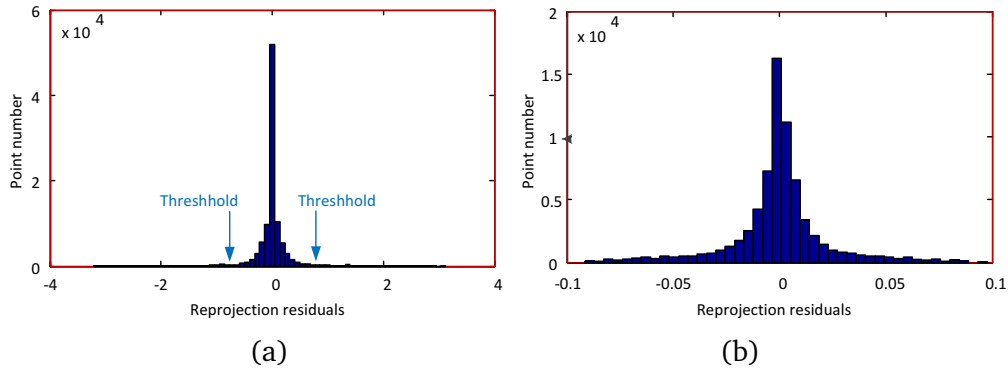 x 10 4
6
4
2
0
Point number
Threshhold
Threshhold
-4
-2
0
2
4
Reprojection residuals
(a)
x 10 4
2
1.5
1
0.5
0
Point number
-0.1
-0.05
0
0.05
0.1
Reprojection residuals
(b)